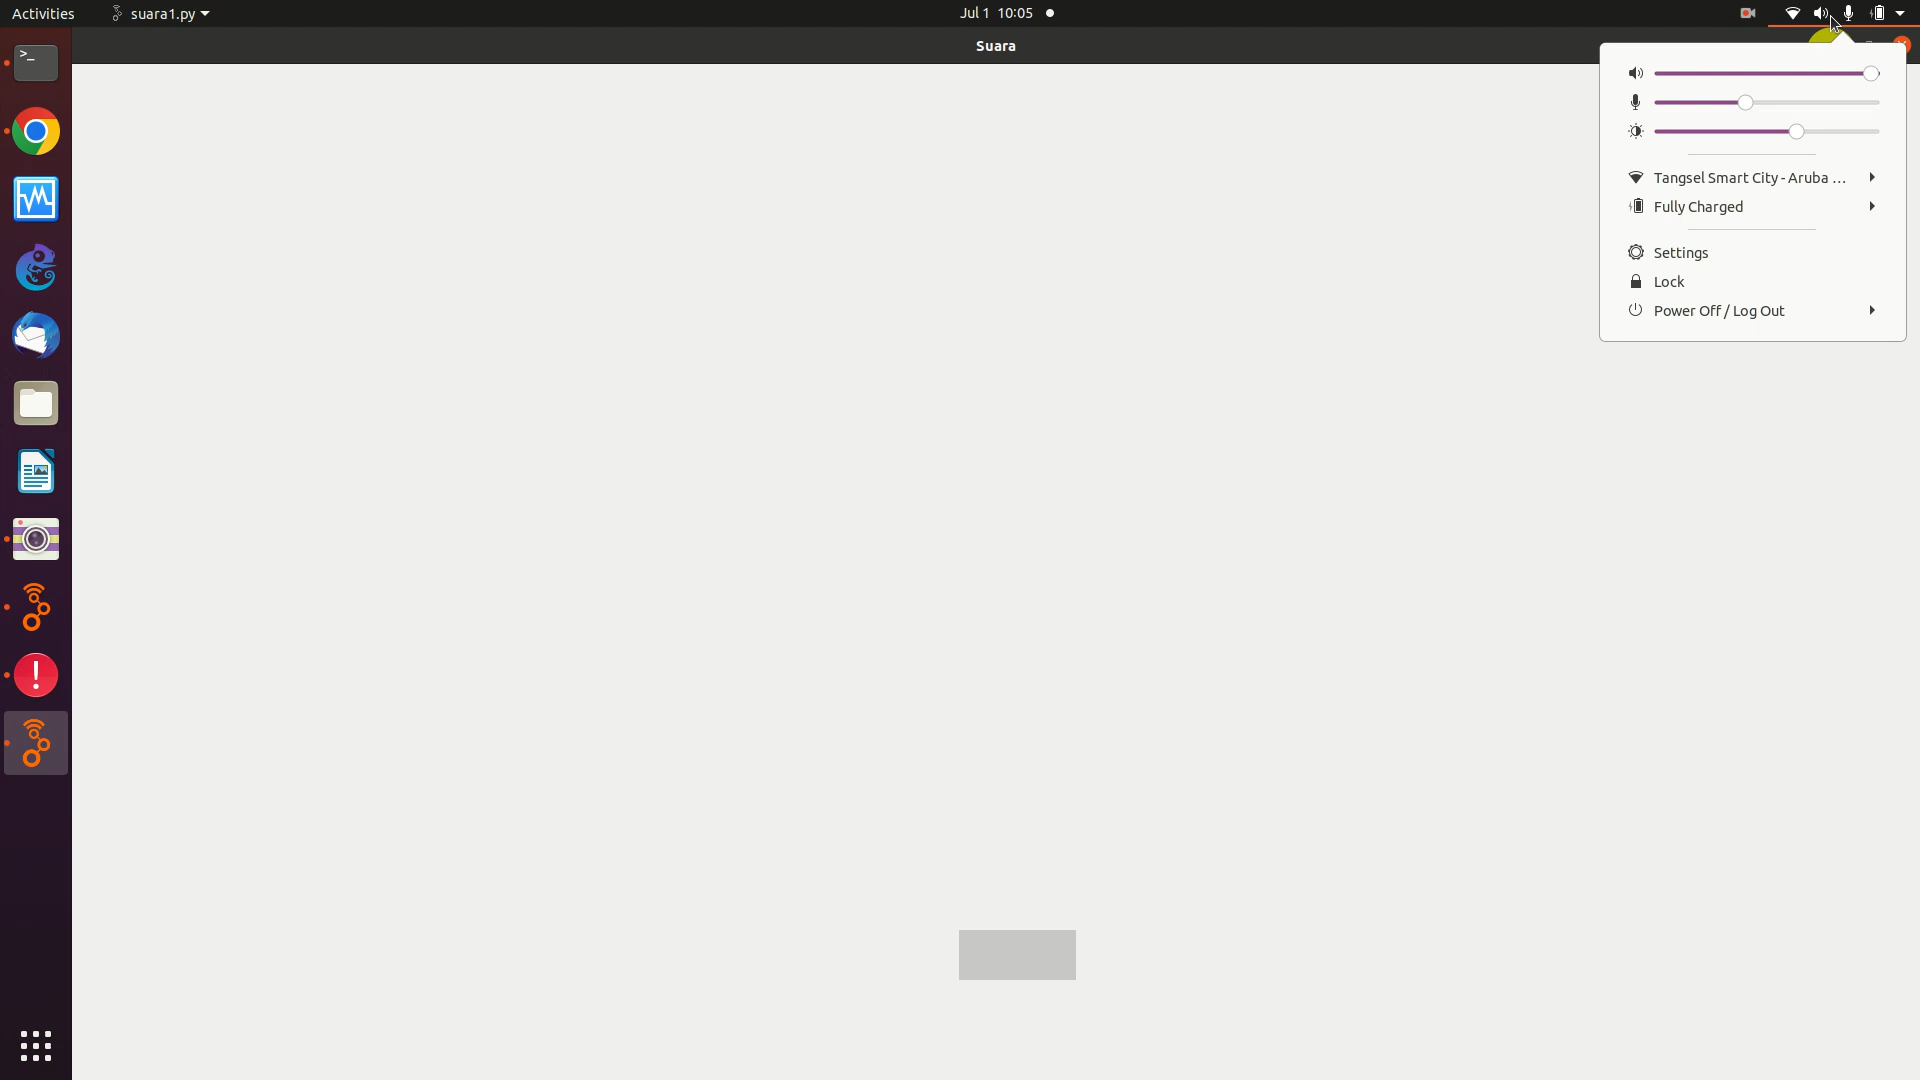 Activities
suara1.py
Jul 1 10:05
Suara
Tangsel Smart City - Aruba ...
Fully Charged
Settings
Lock
Power Off / Log Out